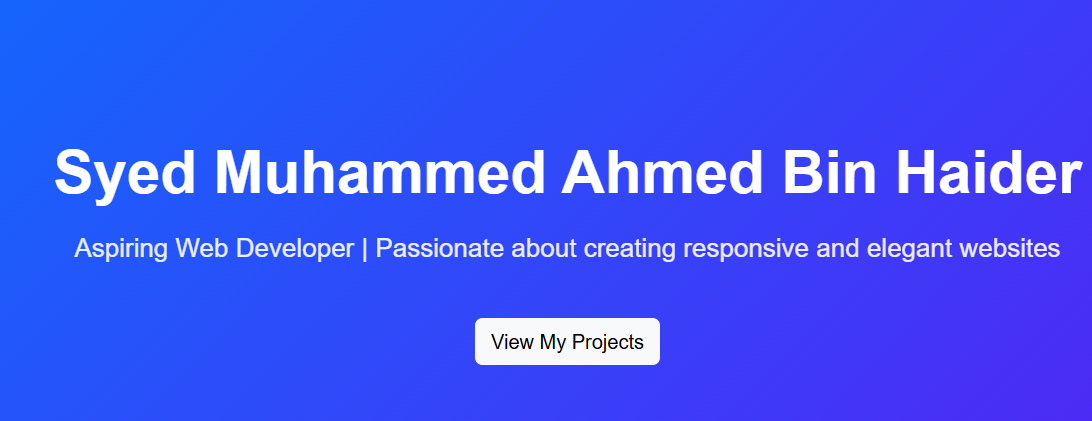 Syed Muhammed Ahmed Bin Haider
Aspiring Web Developer | Passionate about creating responsive and elegant websites
View My Projects